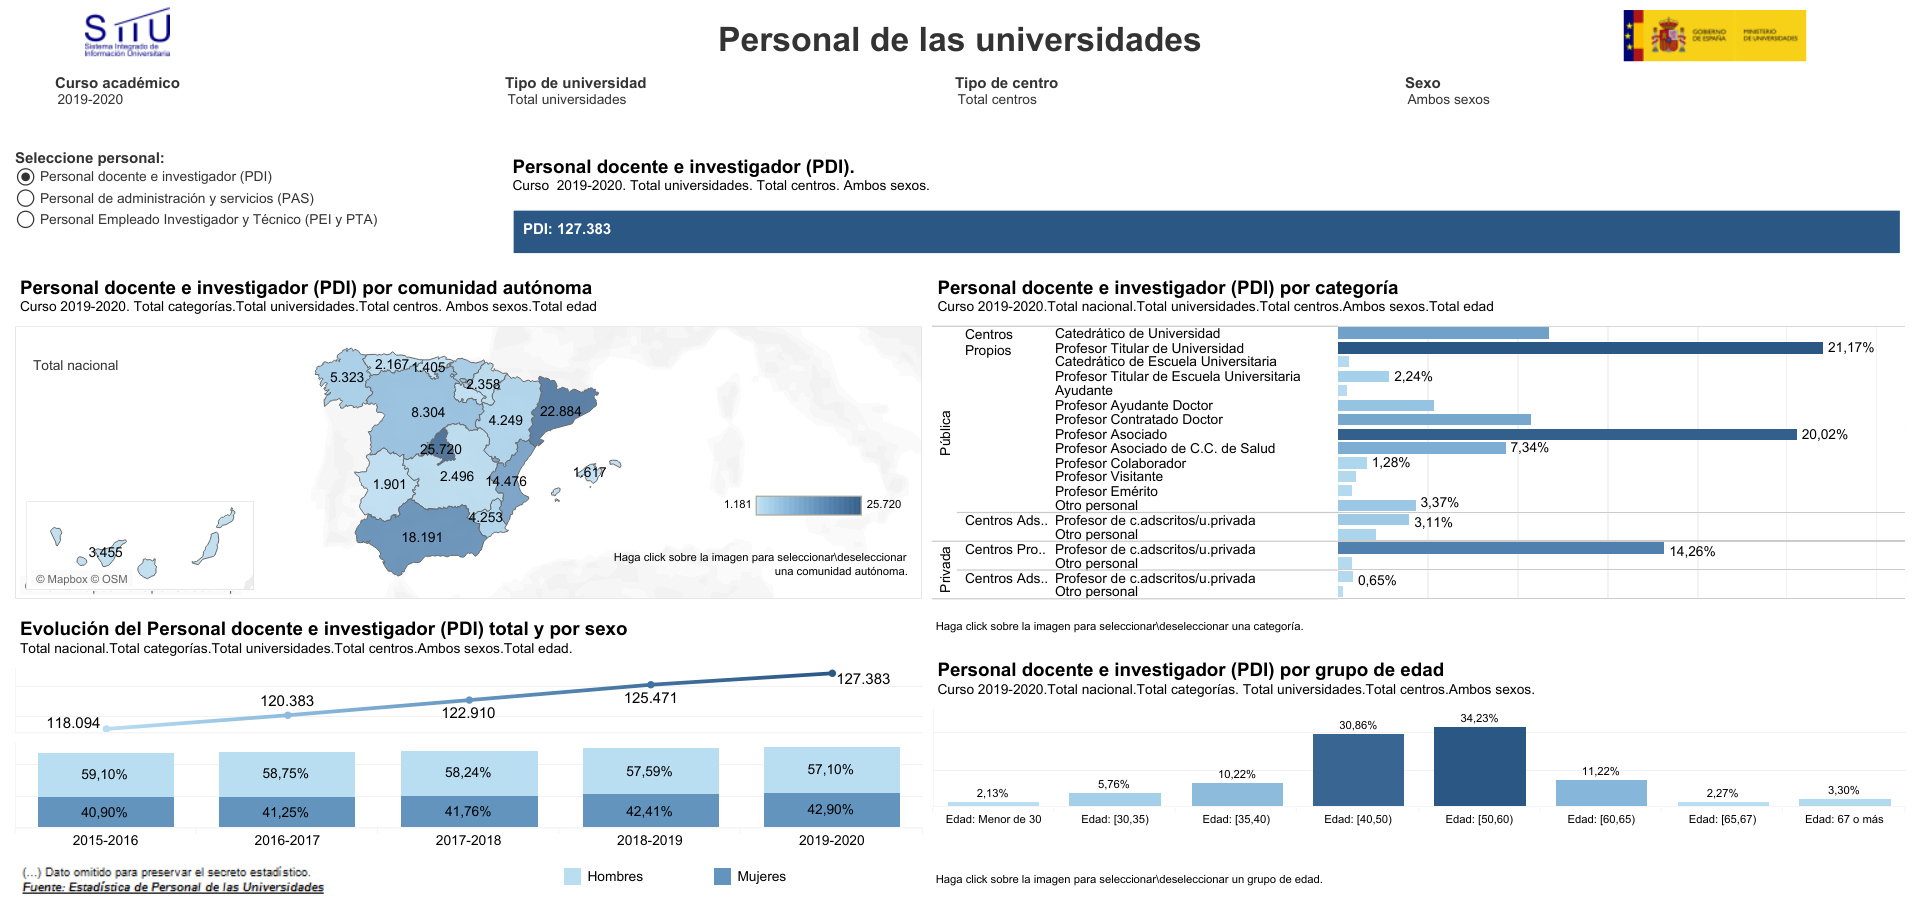 SIIU
Sistema Integrado de
Información Universitaria
Personal de las universidades
GOBIERNO
DE ESPAÑA
MINISTERIO
DE UNIVERSIDADES
Curso académico
2019-2020
Tipo de universidad
Total universidades
Tipo de centro
Total centros
Sexo
Ambos sexos
Seleccione personal:
Personal docente e investigador (PDI)
Personal de administración y servicios (PAS)
Personal Empleado Investigador y Técnico (PEI y PTA)
Personal docente e investigador (PDI).
Curso 2019-2020. Total universidades. Total centros. Ambos sexos.
PDI: 127.383
Personal docente e investigador (PDI) por comunidad autónoma
Curso 2019-2020. Total categorías.Total universidades.Total centros. Ambos sexos.Total edad
Total nacional
5.323
2.167
1.405
2.358
8.304
4.249
22.884
25.720
1.901
2.496
14.476
1.617
4.253
18.191
3.455
1.181
25.720
© Mapbox © OSM
Haga click sobre la imagen para seleccionar\deseleccionar
una comunidad autónoma.
Personal docente e investigador (PDI) por categoría
Curso 2019-2020.Total nacional.Total universidades.Total centros.Ambos sexos.Total edad
Pública
Centros
Propios
Catedrático de Universidad
Profesor Titular de Universidad 21,17%
Catedrático de Escuela Universitaria
Profesor Titular de Escuela Universitaria 2,24%
Ayudante
Profesor Ayudante Doctor
Profesor Contratado Doctor
Profesor Asociado 20,02%
Profesor Asociado de C.C. de Salud 7,34%
Profesor Colaborador 1,28%
Profesor Visitante
Profesor Emérito
Otro personal 3,37%
Centros Ads.. Profesor de c.adscritos/u.privada 3,11%
Otro personal
Privada
Centros Pro.. Profesor de c.adscritos/u.privada 14,26%
Otro personal
Centros Ads.. Profesor de c.adscritos/u.privada 0,65%
Otro personal
Haga click sobre la imagen para seleccionar\deseleccionar una categoría.
Evolución del Personal docente e investigador (PDI) total y por sexo
Total nacional.Total categorías.Total universidades.Total centros.Ambos sexos.Total edad.
118.094
120.383
122.910
125.471
127.383
59,10% 58,75% 58,24% 57,59% 57,10%
40,90% 41,25% 41,76% 42,41% 42,90%
2015-2016 2016-2017 2017-2018 2018-2019 2019-2020
Hombres Mujeres
(...) Dato omitido para preservar el secreto estadístico.
Fuente: Estadística de Personal de las Universidades
Personal docente e investigador (PDI) por grupo de edad
Curso 2019-2020.Total nacional.Total categorías. Total universidades.Total centros.Ambos sexos.
2,13% 5,76% 10,22% 30,86% 34,23% 11,22% 2,27% 3,30%
Edad: Menor de 30 Edad: [30,35) Edad: [35,40) Edad: [40,50) Edad: [50,60) Edad: [60,65) Edad: [65,67) Edad: 67 o más
Haga click sobre la imagen para seleccionar\deseleccionar un grupo de edad.